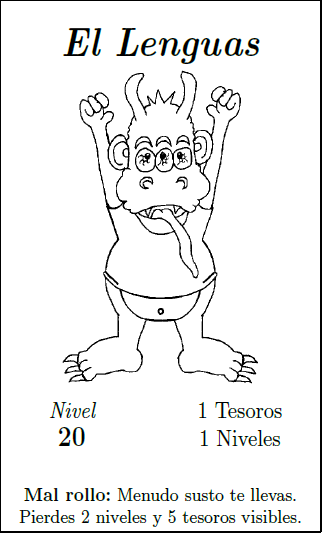 El Lenguas
Nivel 1 Tesoros
20 1 Niveles
Mal rollo: Menudo susto te llevas.
Pierdes 2 niveles y 5 tesoros visibles.